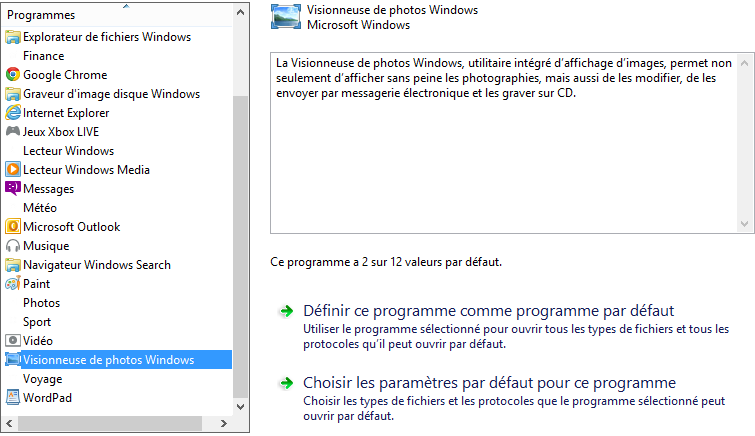 Programmes
Explorateur de fichiers Windows
Finance
Google Chrome
Graveur d'image disque Windows
Internet Explorer
Jeux Xbox LIVE
Lecteur Windows
Lecteur Windows Media
Messages
Météo
Microsoft Outlook
Musique
Navigateur Windows Search
Paint
Photos
Sport
Vidéo
Visionneuse de photos Windows
Voyage
WordPad
Visionneuse de photos Windows
Microsoft Windows
La Visionneuse de photos Windows, utilitaire intégré d'affichage d'images, permet non
seulement d'afficher sans peine les photographies, mais aussi de les modifier, de les
envoyer par messagerie électronique et les graver sur CD.
Ce programme a 2 sur 12 valeurs par défaut.
Définir ce programme comme programme par défaut
Utiliser le programme sélectionné pour ouvrir tous les types de fichiers et tous les
protocoles qu'il peut ouvrir par défaut.
Choisir les paramètres par défaut pour ce programme
Choisir les types de fichiers et les protocoles que le programme sélectionné peut
ouvrir par défaut.